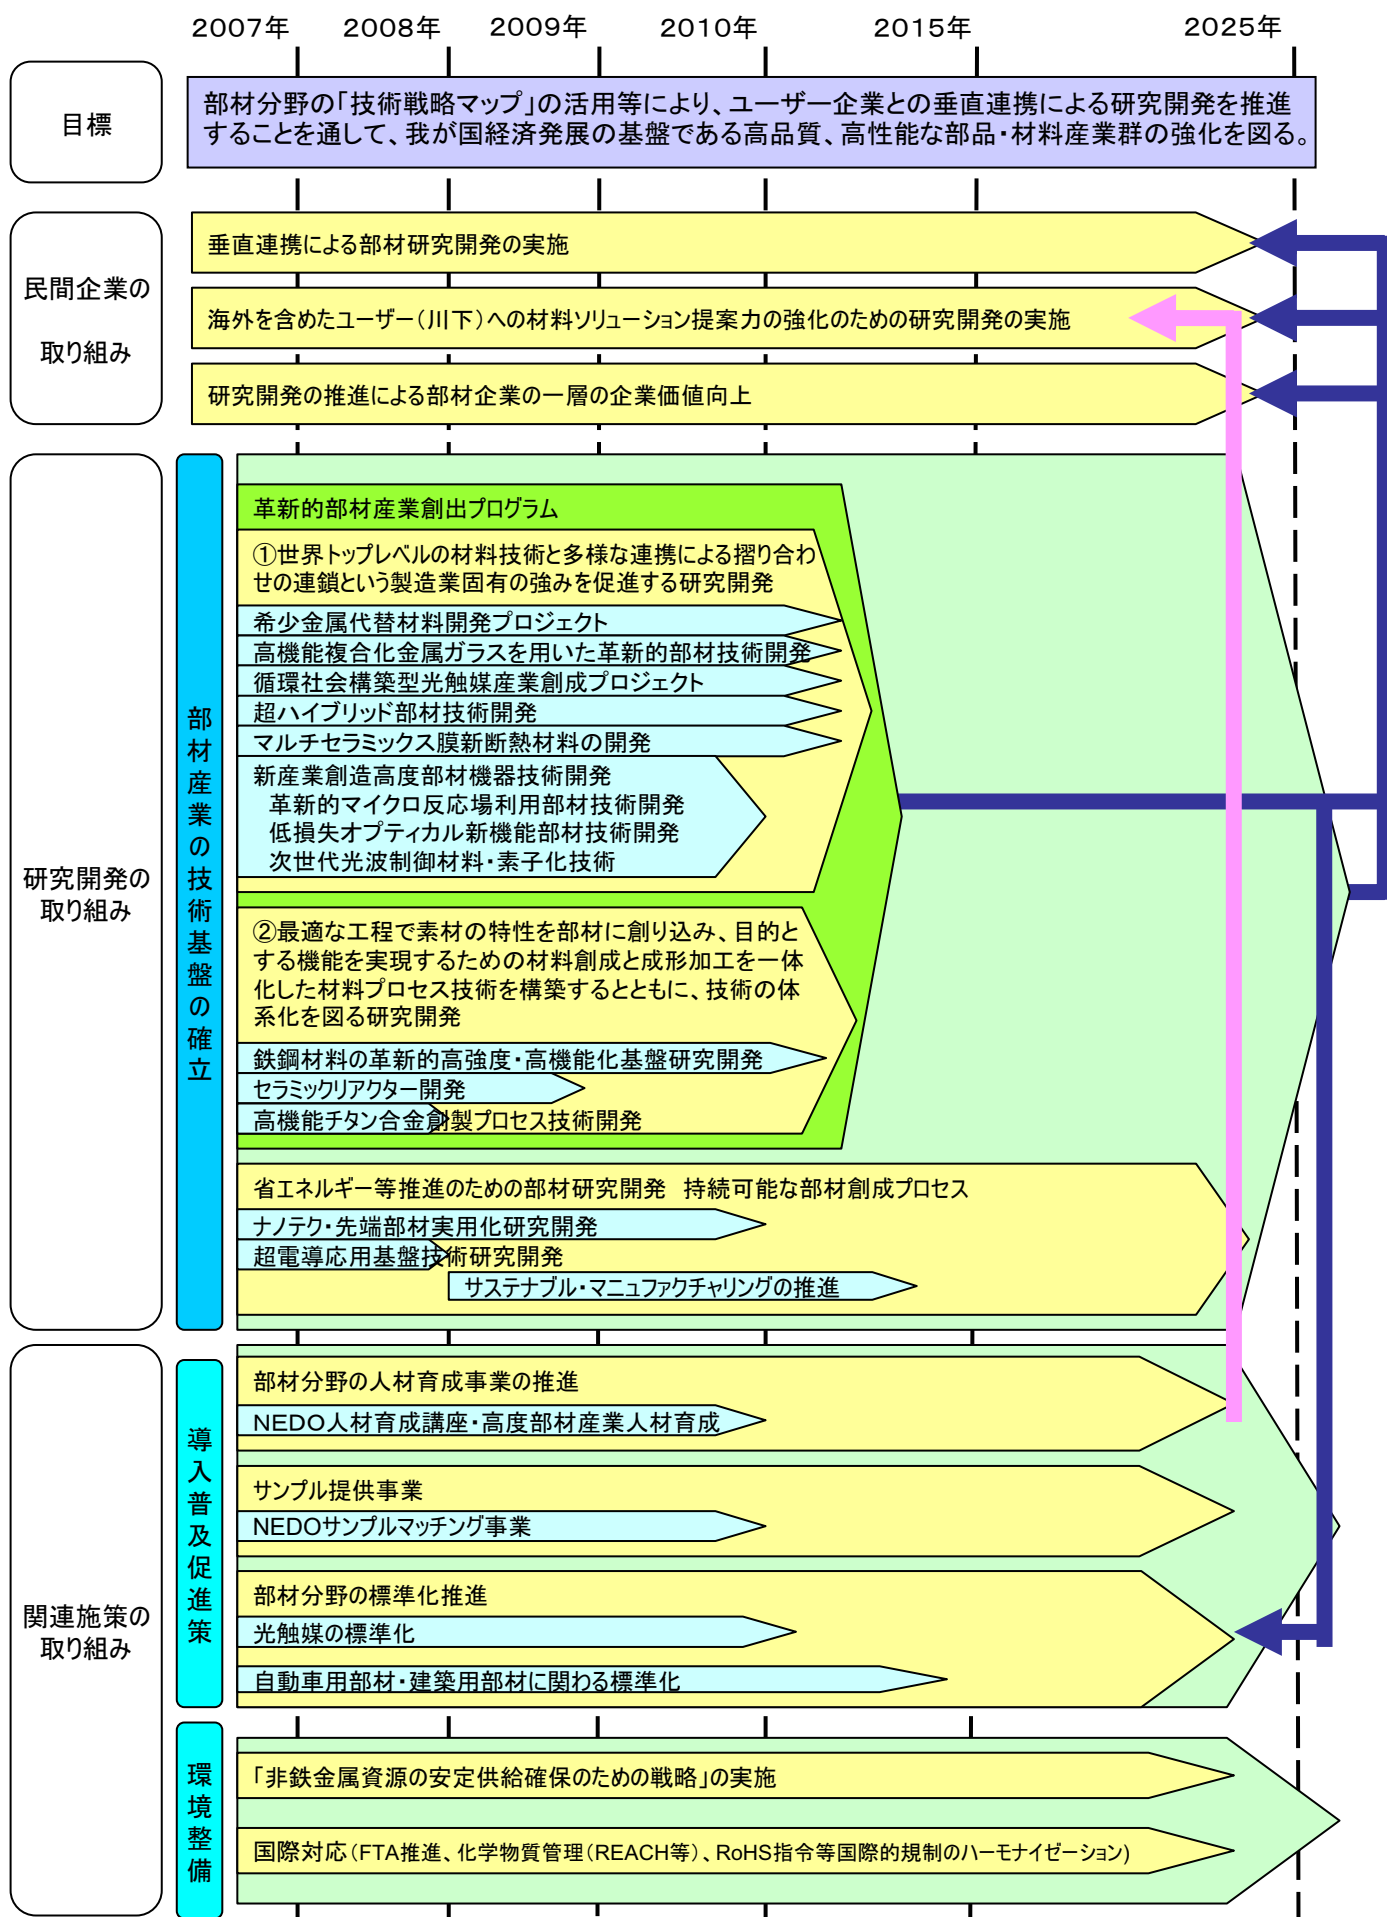 2007年
2008年
2009年
2010年
2015年
2025年
目標
部材分野の「技術戦略マップ」の活用等により、ユーザー企業との垂直連携による研究開発を推進
することを通して、我が国経済発展の基盤である高品質、高性能な部品・材料産業群の強化を図る。
民間企業の
取り組み
垂直連携による部材研究開発の実施
海外を含めたユーザー（川下）への材料ソリューション提案力の強化のための研究開発の実施
研究開発の推進による部材企業の一層の企業価値向上
研究開発の
取り組み
部材産業の技術基盤の確立
革新的部材産業創出プログラム
①世界トップレベルの材料技術と多様な連携による摺り合わ
せの連鎖という製造業固有の強みを促進する研究開発
希少金属代替材料開発プロジェクト
高機能複合化金属ガラスを用いた革新的部材技術開発
循環社会構築型光触媒産業創成プロジェクト
超ハイブリッド部材技術開発
マルチセラミックス膜新断熱材料の開発
新産業創造高度部材機器技術開発
革新的マイクロ反応場利用部材技術開発
低損失オプティカル新機能部材技術開発
次世代光波制御材料・素子化技術
②最適な工程で素材の特性を部材に創り込み、目的と
する機能を実現するための材料創成と成形加工を一体
化した材料プロセス技術を構築するとともに、技術の体
系化を図る研究開発
鉄鋼材料の革新的高強度・高機能化基盤研究開発
セラミックリアクター開発
高機能チタン合金創製プロセス技術開発
省エネルギー等推進のための部材研究開発　持続可能な部材創成プロセス
ナノテク・先端部材実用化研究開発
超電導応用基盤技術研究開発
サステナブル・マニュファクチャリングの推進
関連施策の
取り組み
導入普及促進策
部材分野の人材育成事業の推進
NEDO人材育成講座・高度部材産業人材育成
サンプル提供事業
NEDOサンプルマッチング事業
部材分野の標準化推進
光触媒の標準化
自動車用部材・建築用部材に関わる標準化
環境整備
「非鉄金属資源の安定供給確保のための戦略」の実施
国際対応（FTA推進、化学物質管理（REACH等）、RoHS指令等国際的規制のハーモナイゼーション)